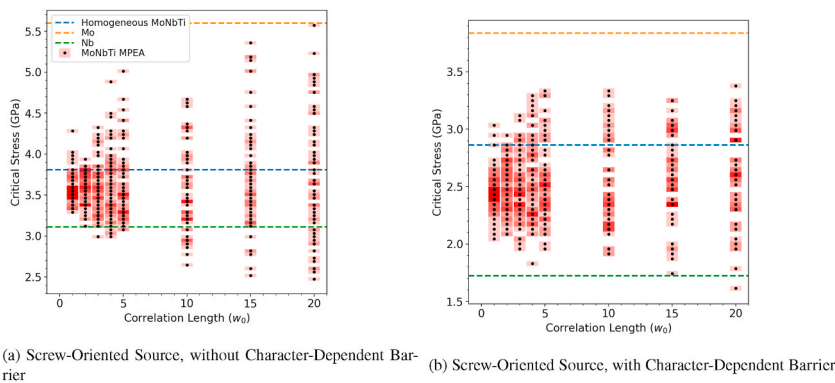 5.5
5.0
4.5
4.0
3.5
3.0
2.5
Critical Stress (GPa)
Homogeneous MoNbTi
Mo
Nb
MoNbTi MPEA
0 5 10 15 20
Correlation Length (w₀)
(a) Screw-Oriented Source, without Character-Dependent Bar-
rier
3.5
3.0
2.5
2.0
1.5
Critical Stress (GPa)
0 5 10 15 20
Correlation Length (w₀)
(b) Screw-Oriented Source, with Character-Dependent Barrier